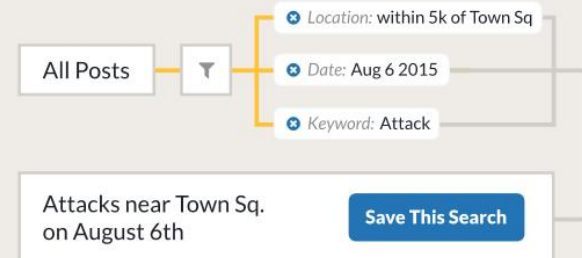 Location: within 5k of Town Sq
All Posts
Date: Aug 6 2015
Keyword: Attack
Attacks near Town Sq.
on August 6th
Save This Search